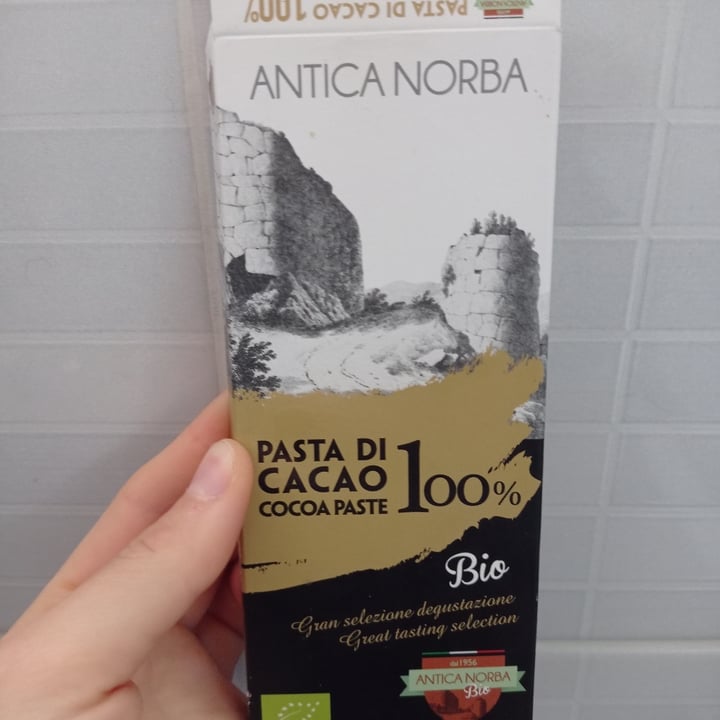 PASTA DI CACAO 100%
ANTICA NORBA
PASTA DI
CACAO
COCOA PASTE
100%
Bio
Gran selezione degustazione
Great tasting selection
dal 1956
ANTICA NORBA
Bio